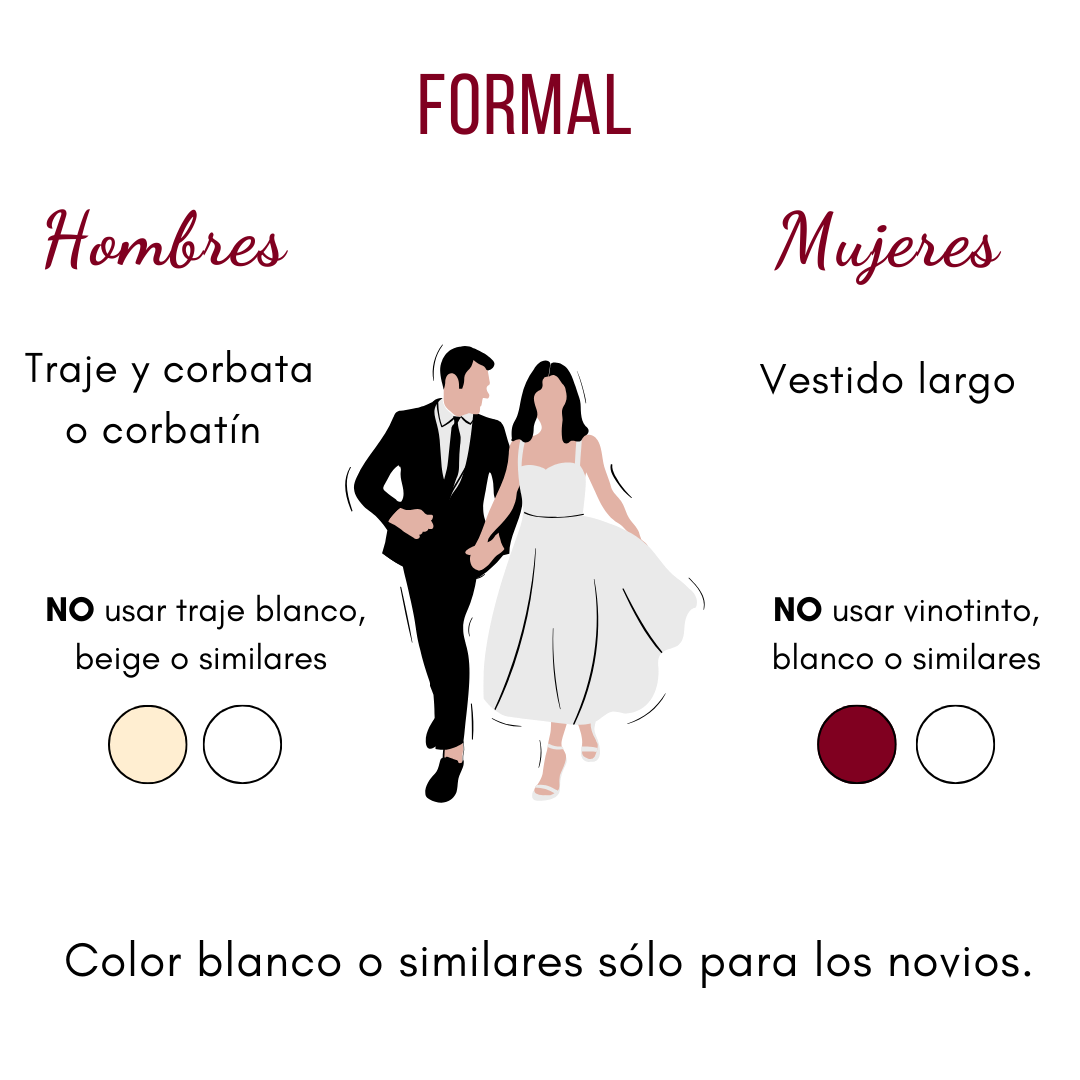 FORMAL
Hombres
Traje y corbata
o corbatín
NO usar traje blanco,
beige o similares
Mujeres
Vestido largo
NO usar vinotinto,
blanco o similares
Color blanco o similares sólo para los novios.